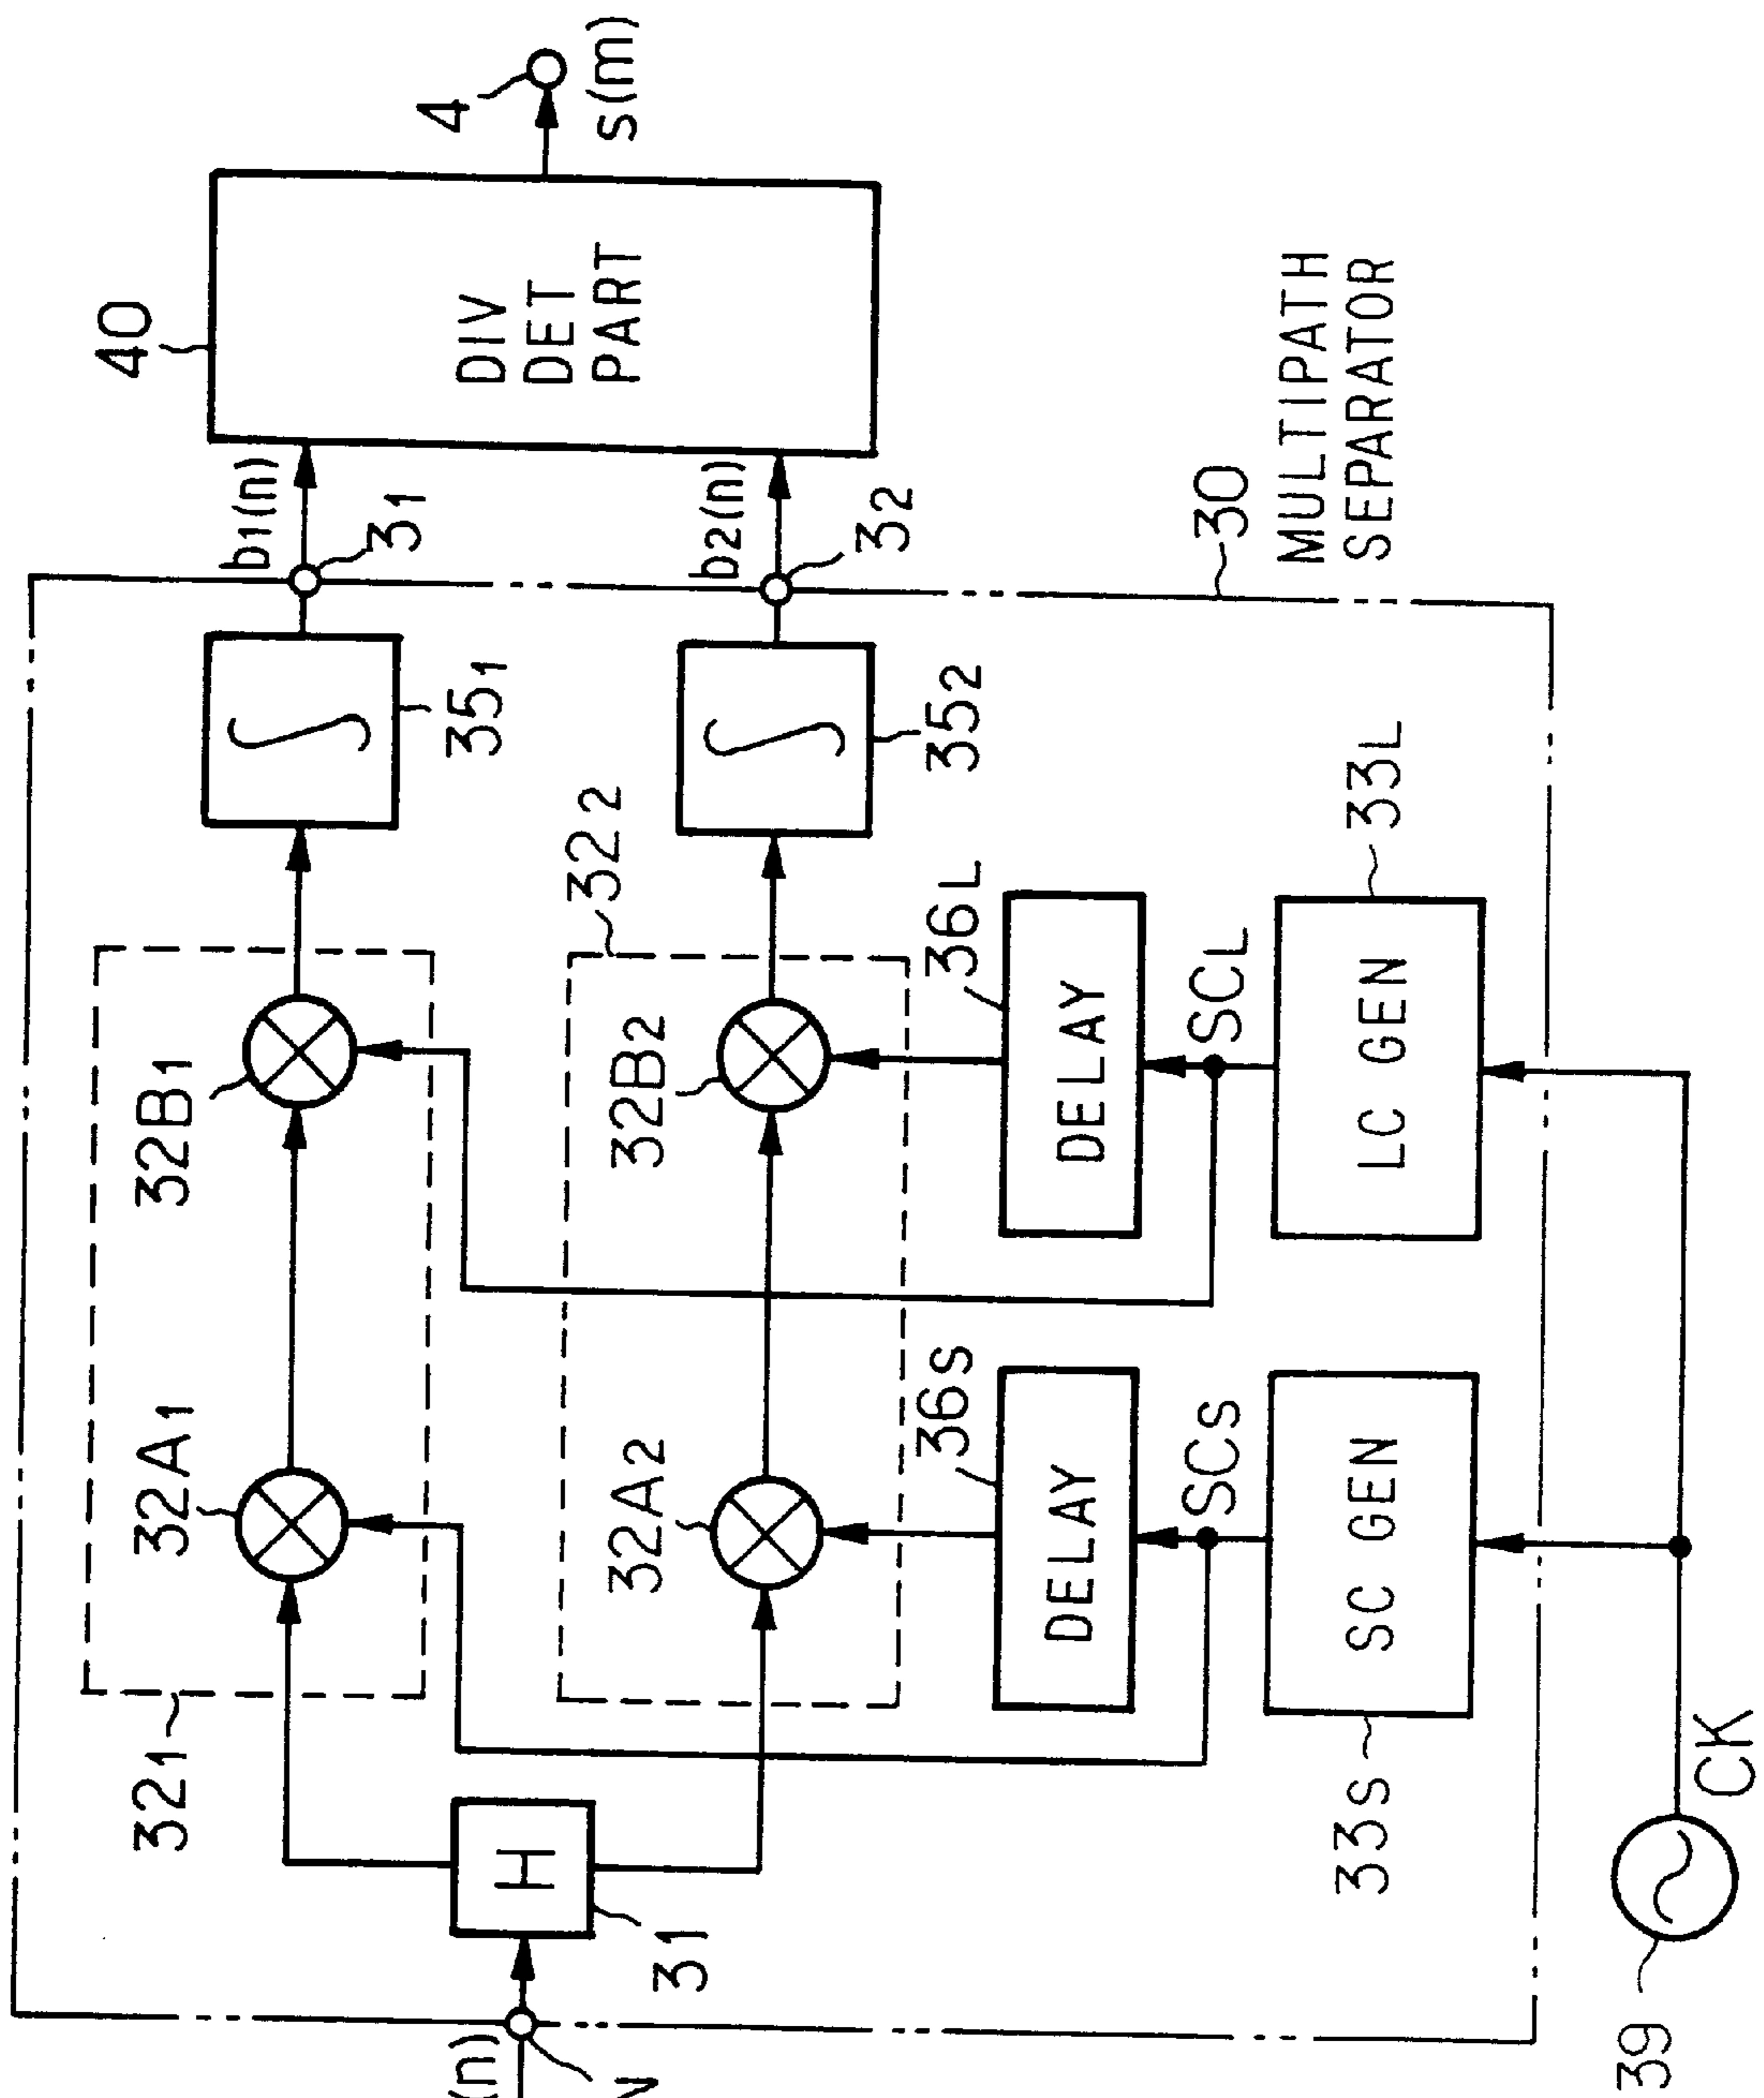 4
s(m)
40
DIV
DET
PART
b1(n)
31
b2(n)
32
30
MULTIPATH
SEPARATOR
351
352
322
32B1
32B2
36L
DELAY
SCL
33L
LC GEN
32A1
32A2
36S
DELAY
SCS
SC GEN
33S
321
H
31
CK
39
(n)
N